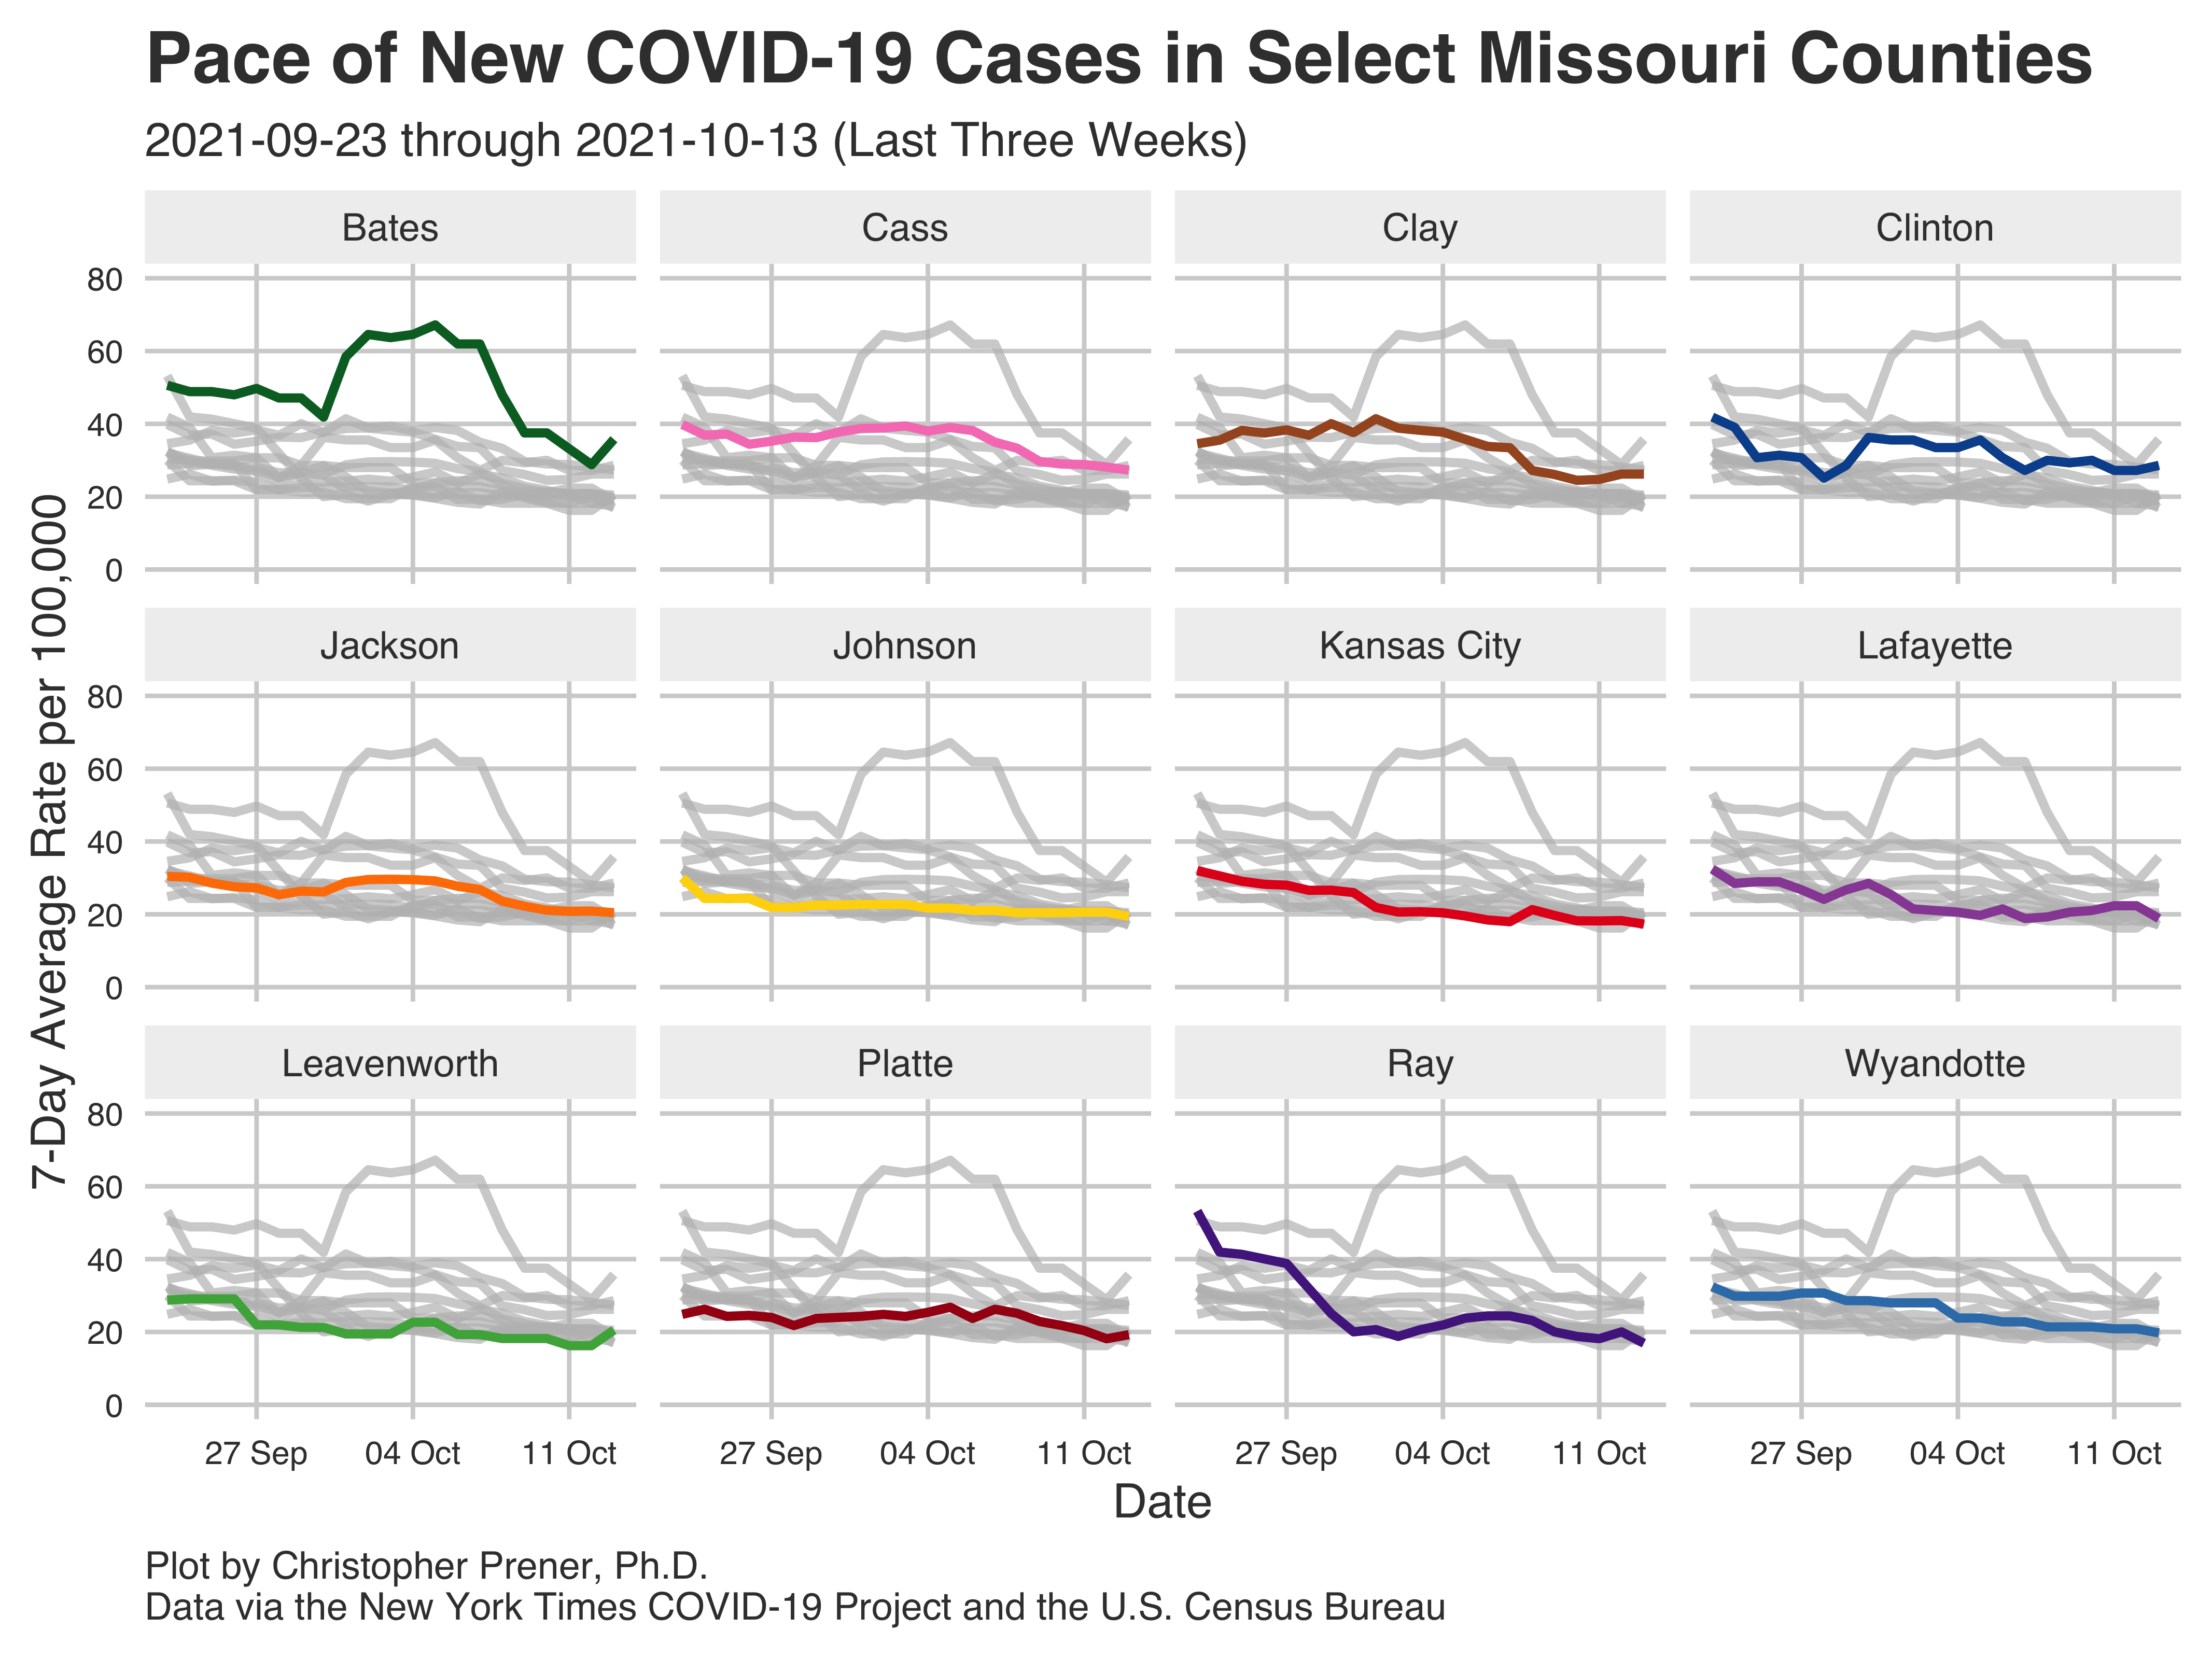 Pace of New COVID-19 Cases in Select Missouri Counties
2021-09-23 through 2021-10-13 (Last Three Weeks)
7-Day Average Rate per 100,000
Bates
Cass
Clay
Clinton
80
60
40
20
0
Jackson
Johnson
Kansas City
Lafayette
80
60
40
20
0
Leavenworth
Platte
Ray
Wyandotte
80
60
40
20
0
27 Sep 04 Oct 11 Oct
27 Sep 04 Oct 11 Oct
27 Sep 04 Oct 11 Oct
27 Sep 04 Oct 11 Oct
Date
Plot by Christopher Prener, Ph.D.
Data via the New York Times COVID-19 Project and the U.S. Census Bureau